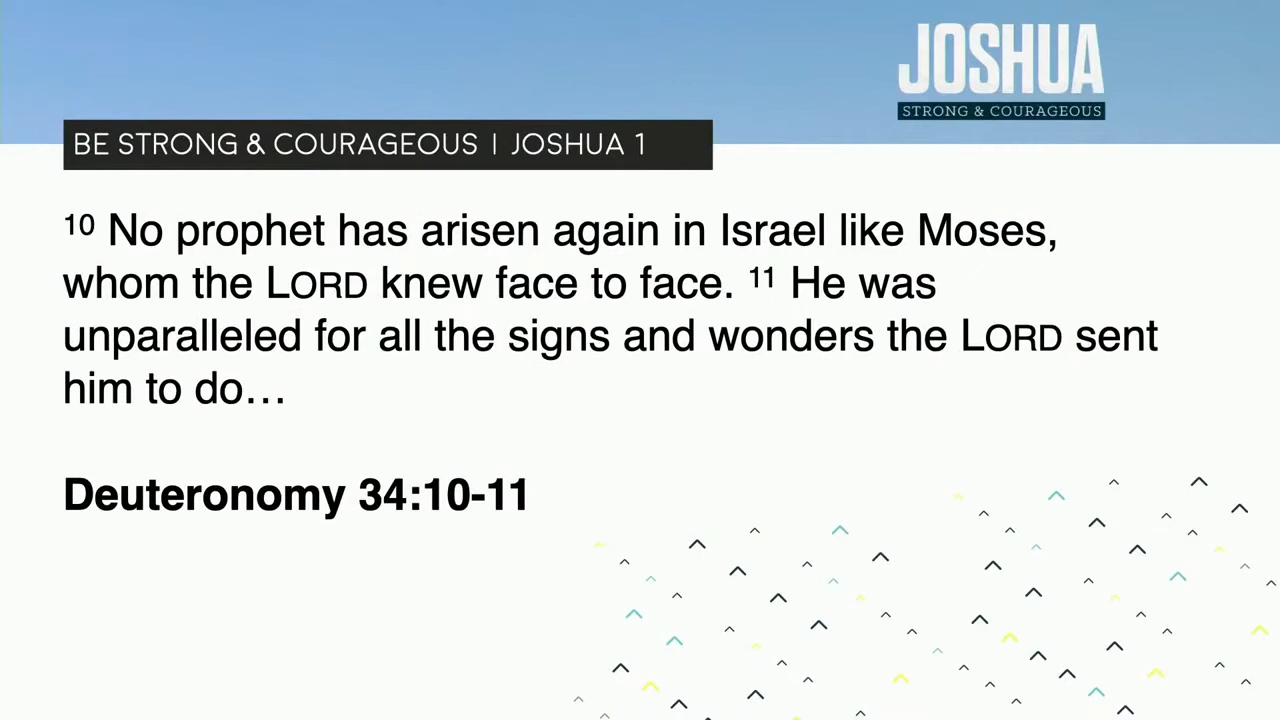 JOSHUA
STRONG & COURAGEOUS
BE STRONG & COURAGEOUS | JOSHUA 1
10 No prophet has arisen again in Israel like Moses,
whom the LORD knew face to face. 11 He was
unparalleled for all the signs and wonders the LORD sent
him to do…
Deuteronomy 34:10-11